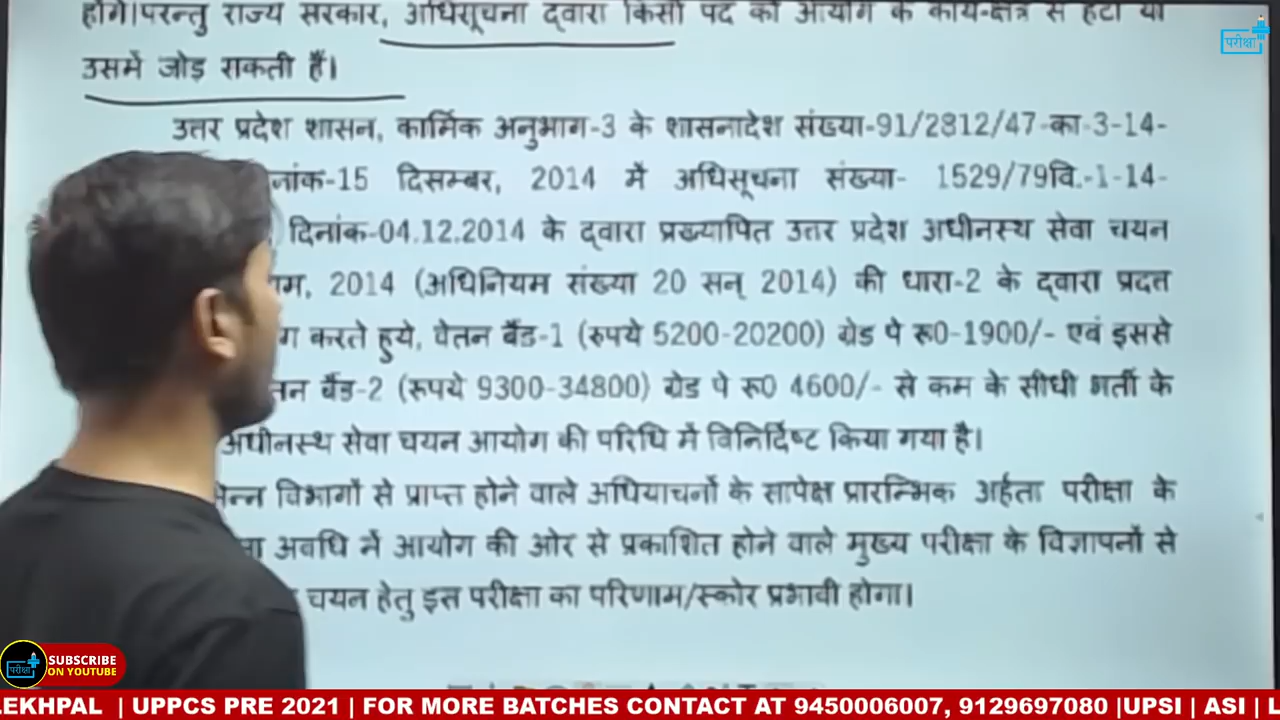 होंगे।परन्तु राज्य सरकार, अधिसूचना द्वारा किसी पद को आयोग के कार्य-क्षेत्र से हटा या
उसमें जोड़ सकती हैं।
उत्तर प्रदेश शासन, कार्मिक अनुभाग-3 के शासनादेश संख्या-91/2812/47-का-3-14-
-15 दिसम्बर, 2014 में अधिसूचना संख्या- 1529/79वि.-1-14-
दिनांक-04.12.2014 के द्वारा प्रख्यापित उत्तर प्रदेश अधीनस्थ सेवा चयन
2014 (अधिनियम संख्या 20 सन् 2014) की धारा-2 के द्वारा प्रदत्त
करते हुये, वेतन बैंड-1 (रुपये 5200-20200) ग्रेड पे रू0-1900/- एवं इससे
बैंड-2 (रूपये 9300-34800) ग्रेड पे रू0 4600/- से कम के सीधी भर्ती के
अधीनस्थ सेवा चयन आयोग की परिधि में विनिर्दिष्ट किया गया है।
विभागों से प्राप्त होने वाले अधियाचनों के सापेक्ष प्रारम्भिक अर्हता परीक्षा के
अवधि में आयोग की ओर से प्रकाशित होने वाले मुख्य परीक्षा के विज्ञापनों से
चयन हेतु इस परीक्षा का परिणाम/स्कोर प्रभावी होगा।
परीक्षा
परीक्षा
SUBSCRIBE
ON YOUTUBE
LEKHPAL | UPPCS PRE 2021 | FOR MORE BATCHES CONTACT AT 9450006007, 9129697080 |UPSI | ASI | L